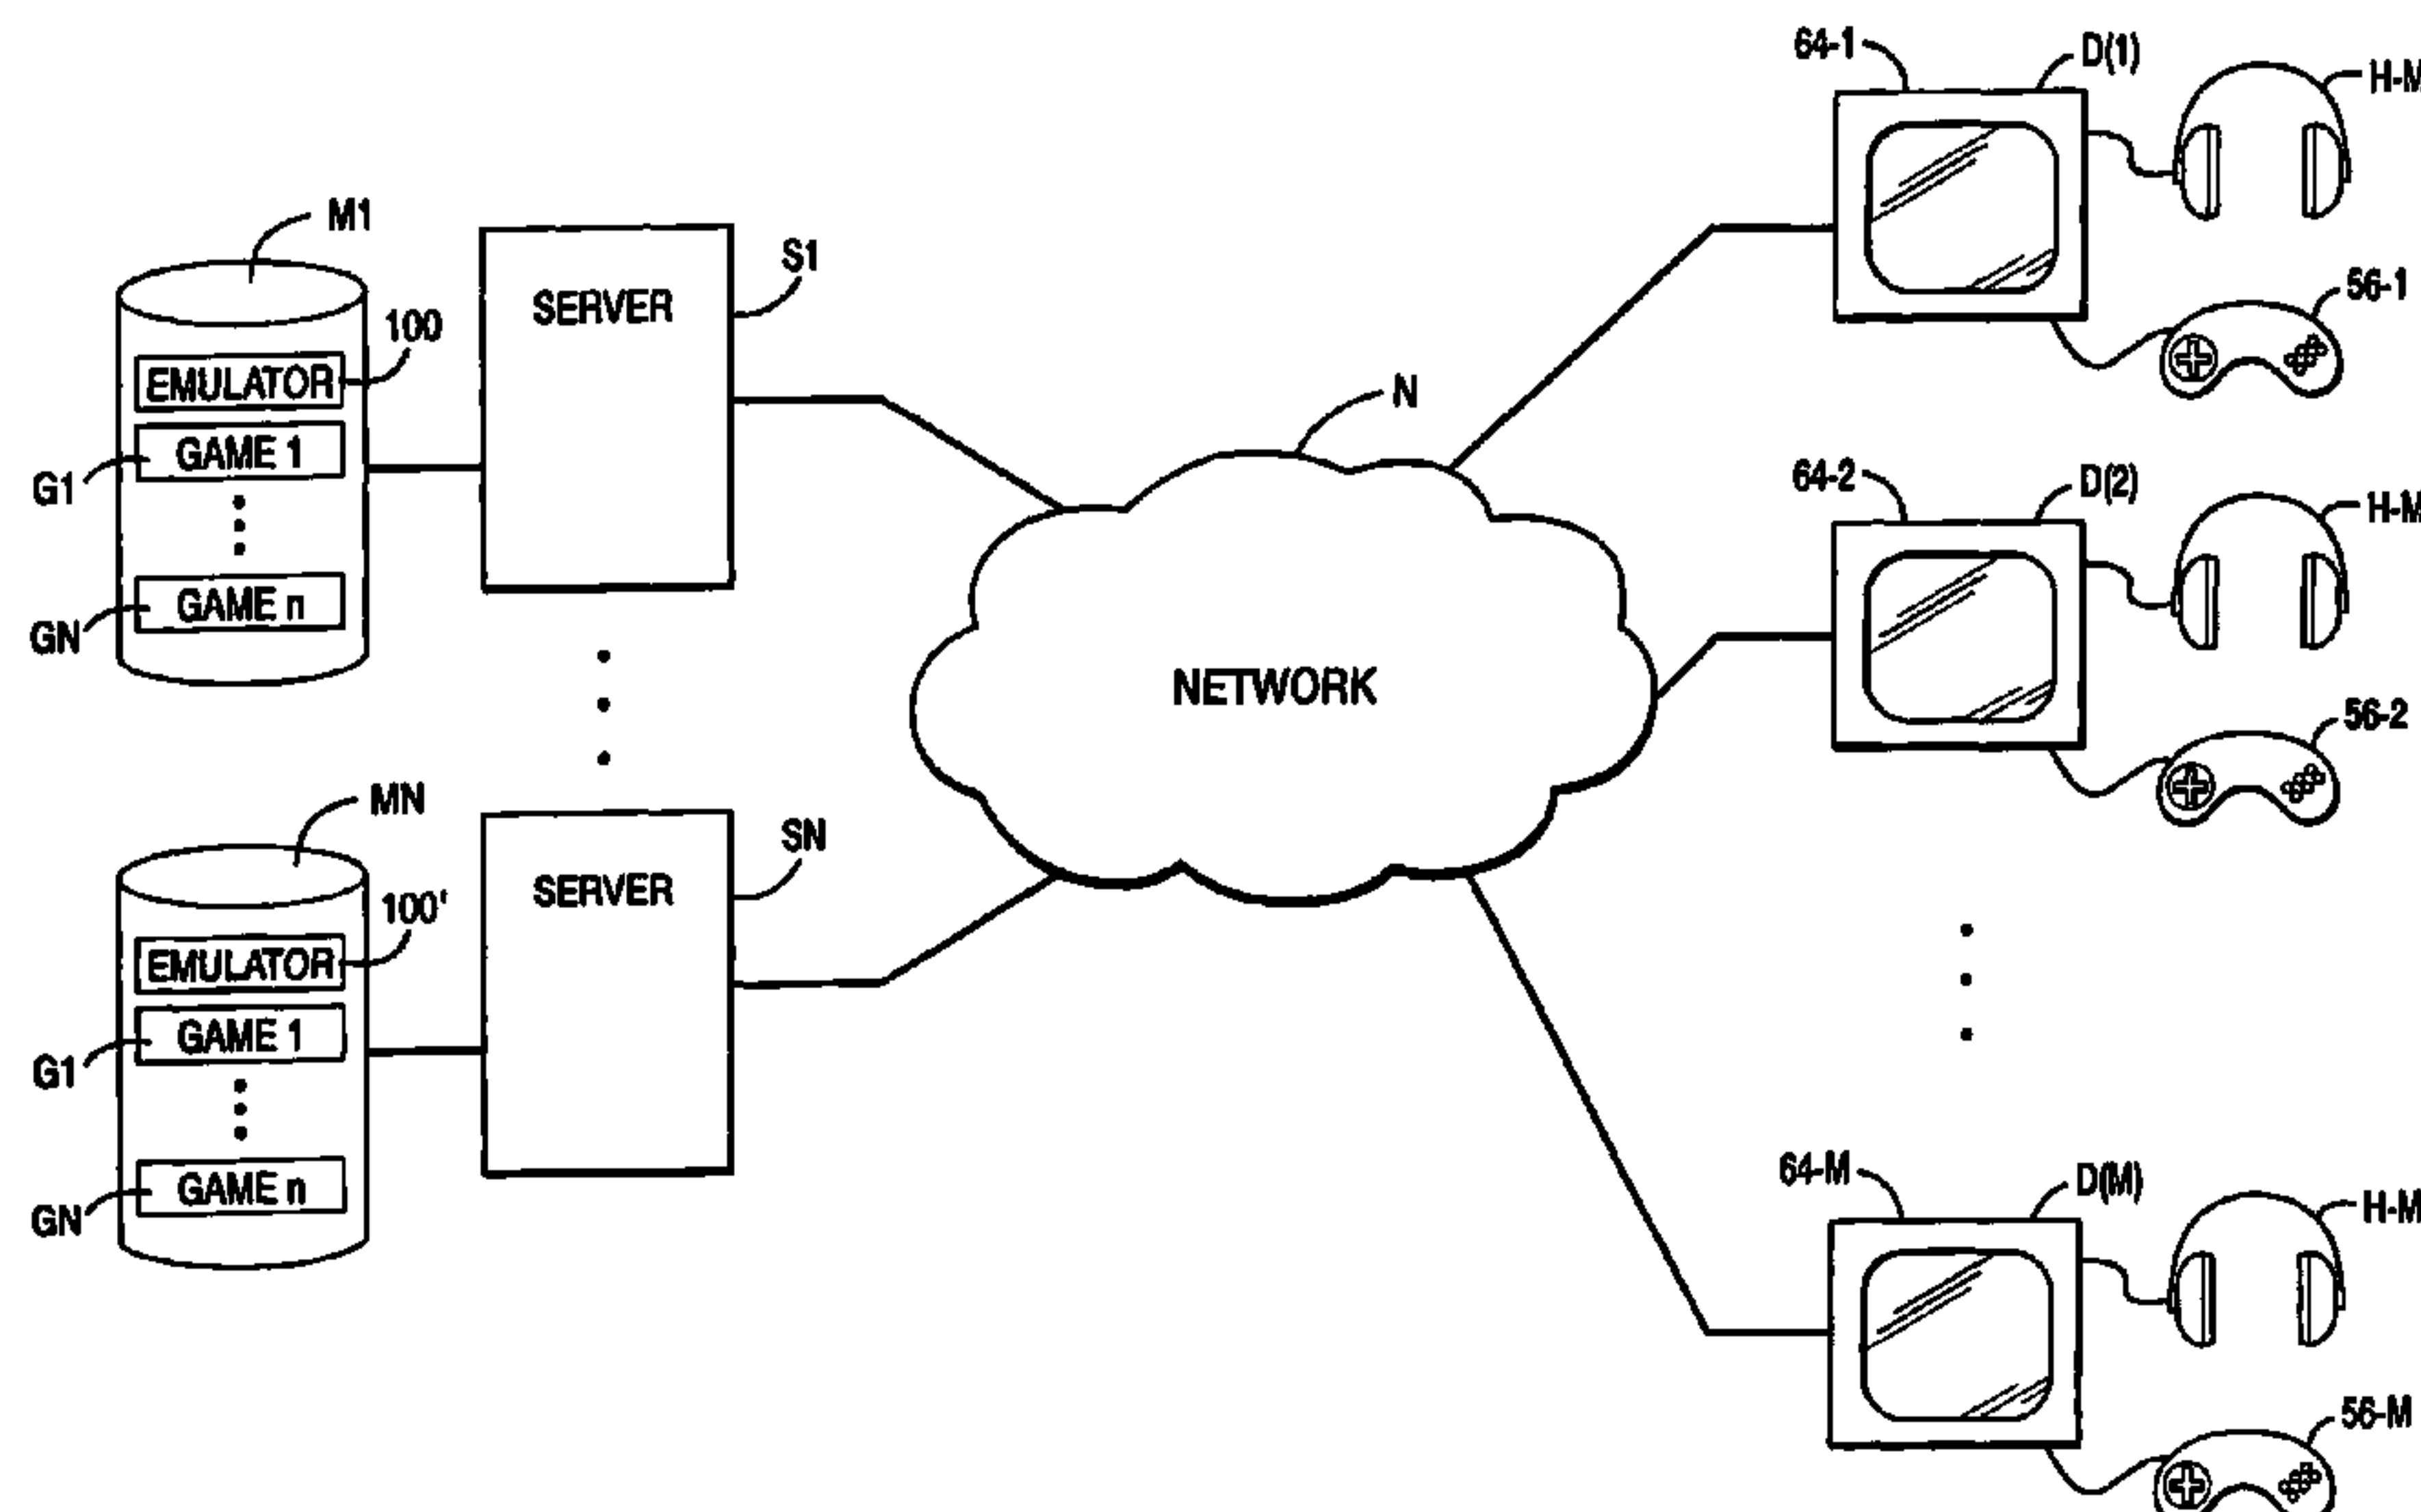 64-1
D(1)
H-M
M1
S1
SERVER
56-1
100
EMULATOR
N
GAME 1
G1
64-2
D(2)
H-M
GAME n
GN
NETWORK
56-2
MN
SN
SERVER
100'
EMULATOR
GAME 1
G1
64-M
D(M)
H-M
GAME n
GN
56-M